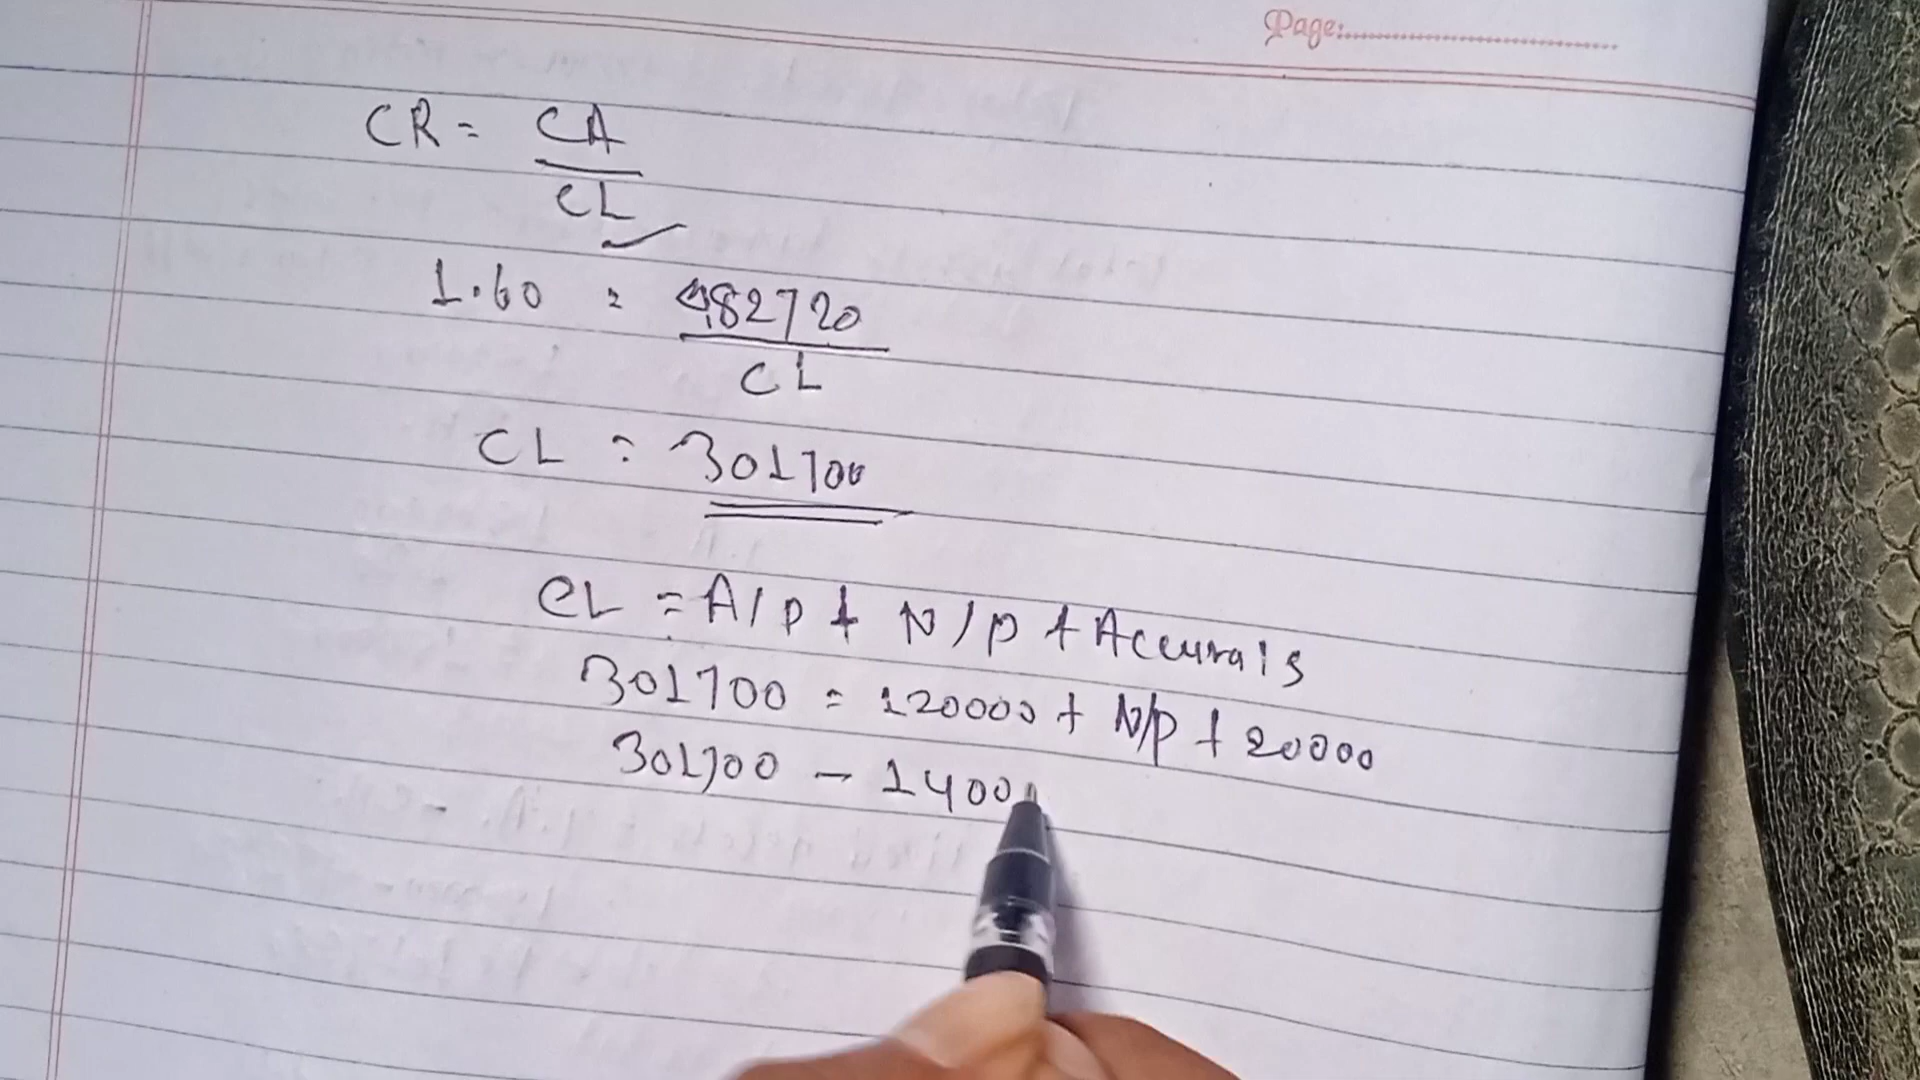 Page:
CR = CA
CL
1.60 = 482720
CL
CL = 301700
CL = A/P + N/P + Accurals
301700 = 120000 + N/P + 20000
301700 - 1400